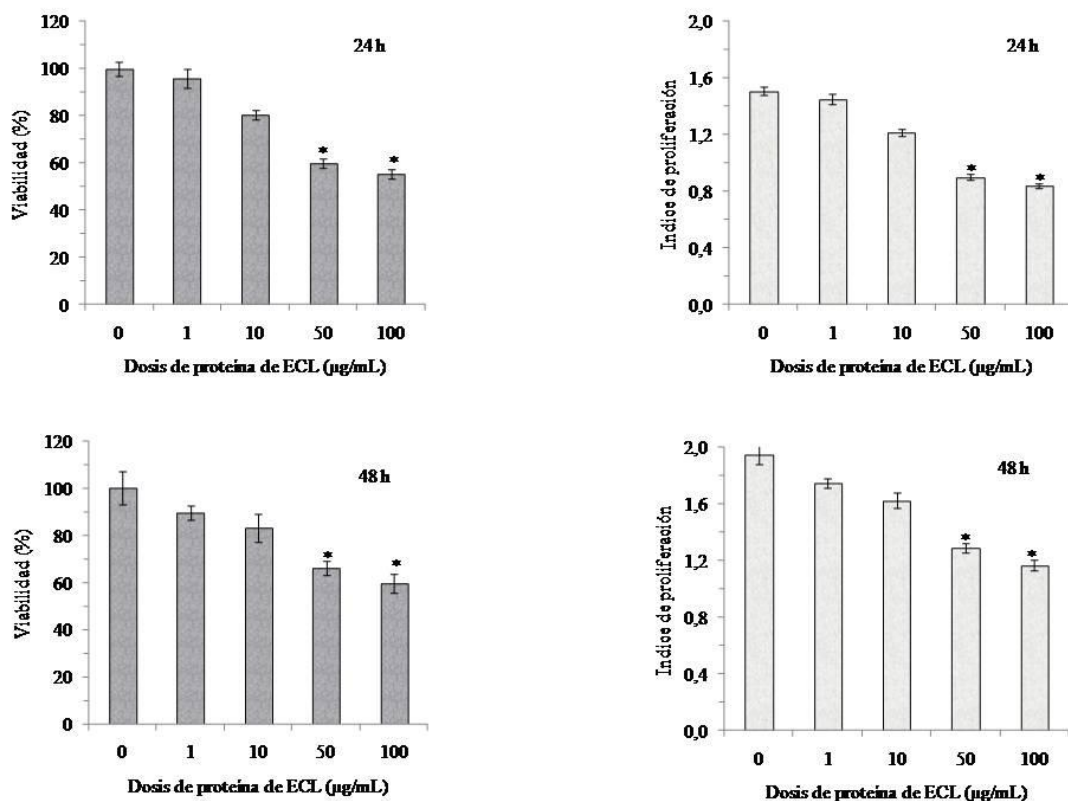 120
100
80
60
40
20
0
Viabilidad (%)
24 h
*
*
0 1 10 50 100
Dosis de proteína de ECL (µg/mL)
2,0
1,6
1,2
0,8
0,4
0,0
Indice de proliferación
24 h
*
*
0 1 10 50 100
Dosis de proteína de ECL (µg/mL)
120
100
80
60
40
20
0
Viabilidad (%)
48 h
*
*
0 1 10 50 100
Dosis de proteína de ECL (µg/mL)
2,0
1,6
1,2
0,8
0,4
0,0
Indice de proliferación
48 h
*
*
0 1 10 50 100
Dosis de proteína de ECL (µg/mL)